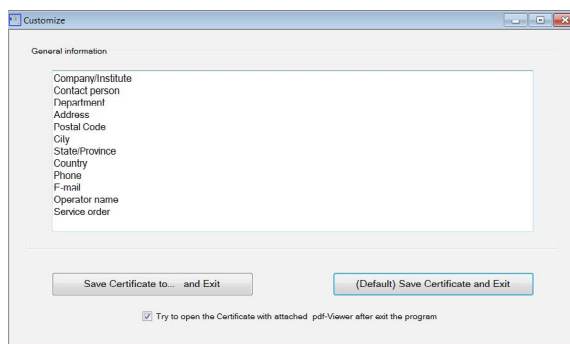 Customize
General information
Company/Institute
Contact person
Department
Address
Postal Code
City
State/Province
Country
Phone
E-mail
Operator name
Service order
Save Certificate to... and Exit
(Default) Save Certificate and Exit
Try to open the Certificate with attached pdf-Viewer after exit the program